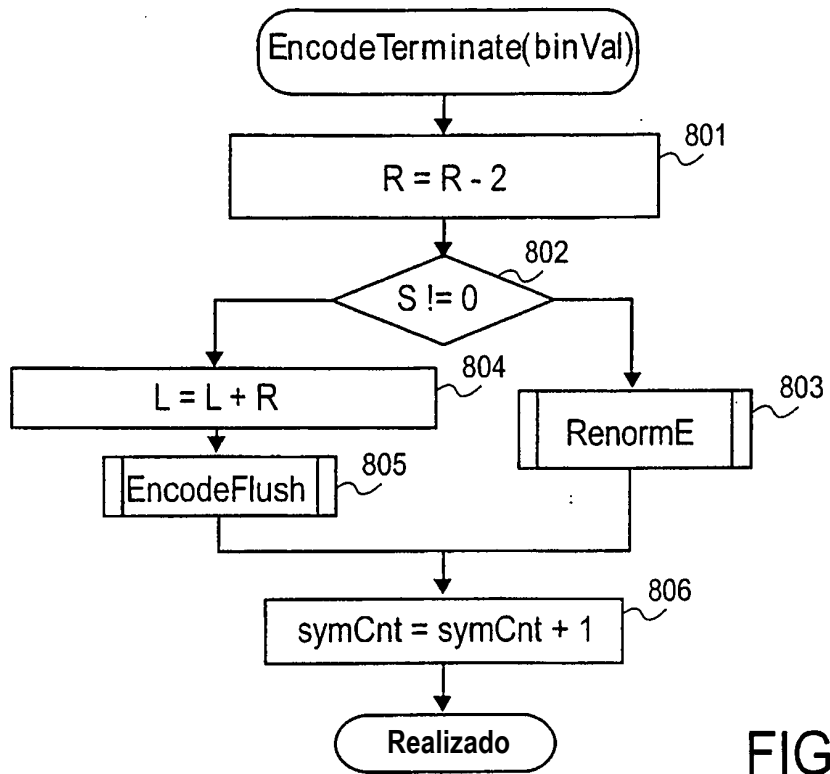 EncodeTerminate(binVal)
801
R = R - 2
802
S != 0
804
L = L + R
803
RenormE
805
EncodeFlush
806
symCnt = symCnt + 1
Realizado
FIG